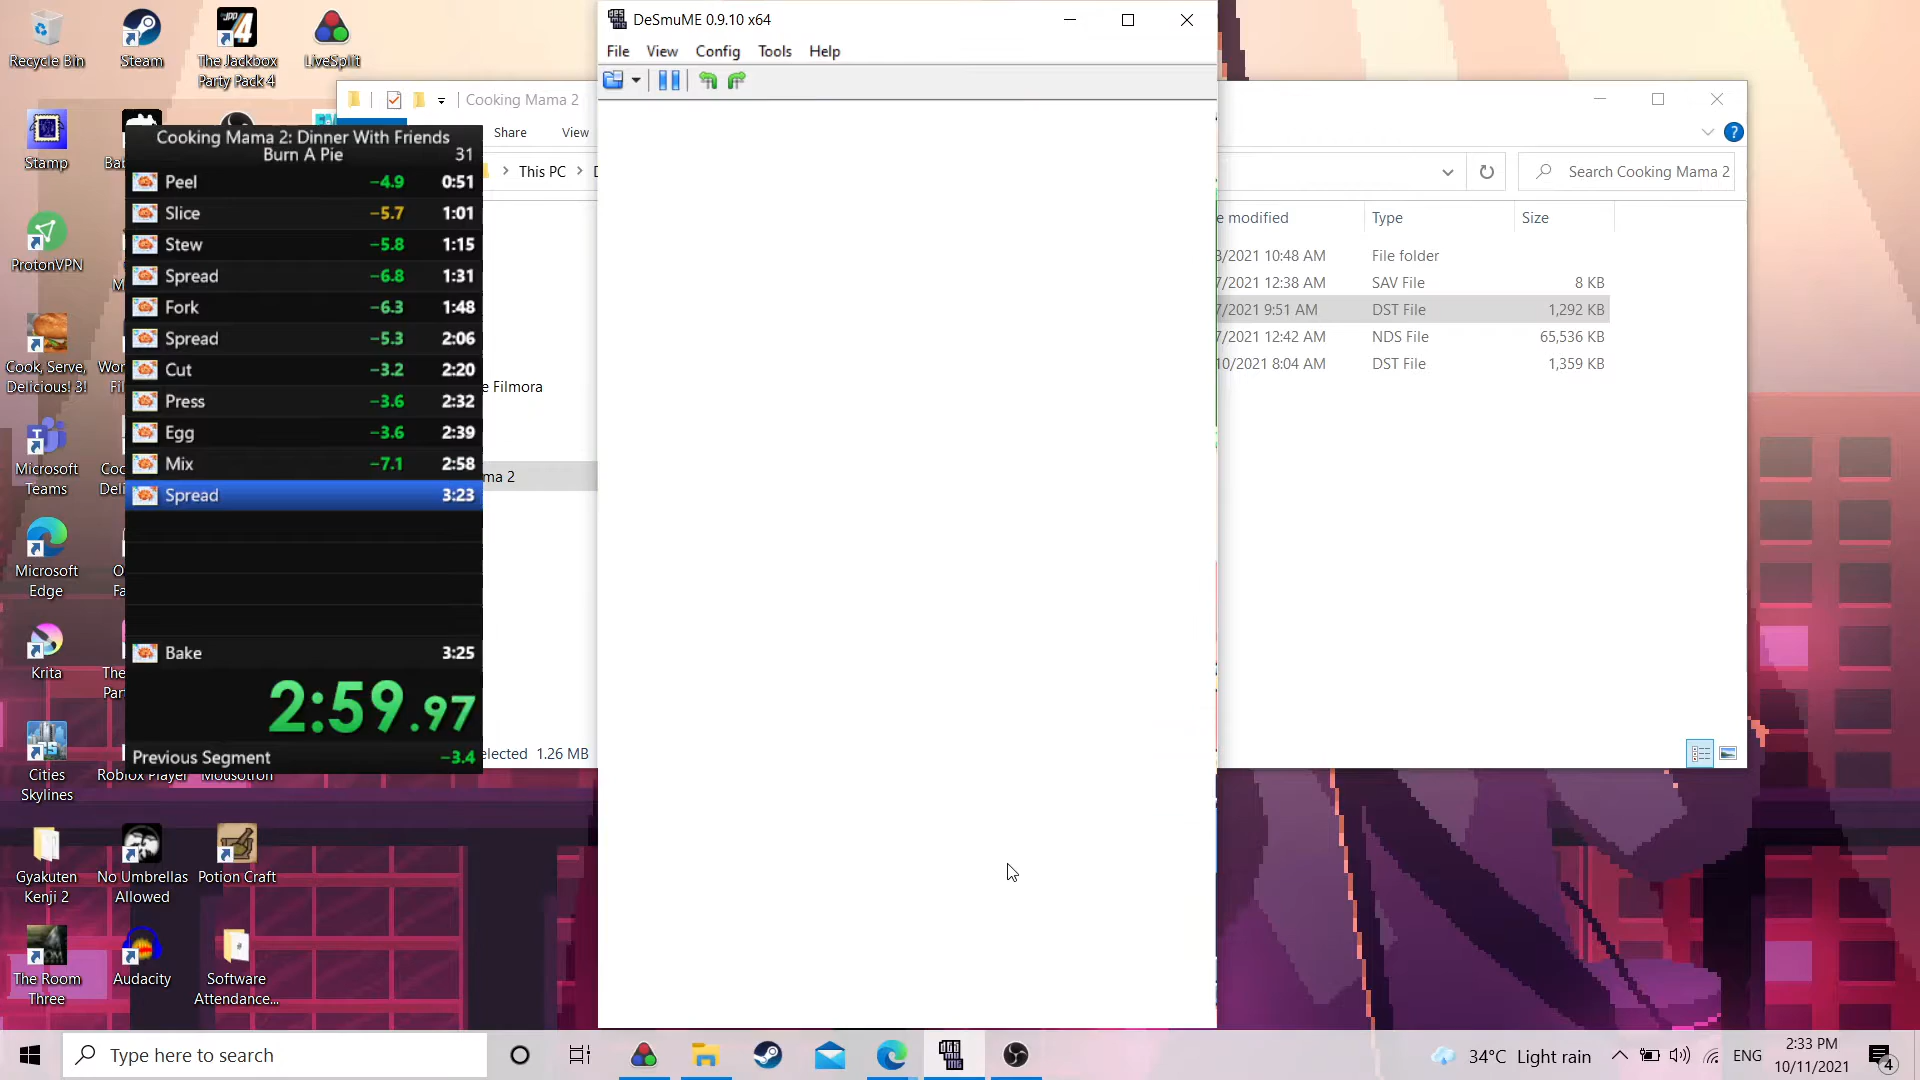 Recycle Bin
Steam
The Jackbox
Party Pack 4
LiveSplit
Stamp
ProtonVPN
Cook, Serve,
Delicious! 3!
Microsoft
Teams
Microsoft
Edge
Krita
Cities
Skylines
Roblox Player
Mousotron
Gyakuten
Kenji 2
No Umbrellas
Allowed
Potion Craft
The Room
Three
Audacity
Software
Attendance...
Cooking Mama 2: Dinner With Friends
Burn A Pie
31
Peel −4.9 0:51
Slice −5.7 1:01
Stew −5.8 1:15
Spread −6.8 1:31
Fork −6.3 1:48
Spread −5.3 2:06
Cut −3.2 2:20
Press −3.6 2:32
Egg −3.6 2:39
Mix −7.1 2:58
Spread 3:23
Bake 3:25
2:59.97
Previous Segment −3.4
Cooking Mama 2
Share View
This PC
e Filmora
ma 2
elected 1.26 MB
DeSmuME 0.9.10 x64
File View Config Tools Help
Search Cooking Mama 2
e modified Type Size
3/2021 10:48 AM File folder
7/2021 12:38 AM SAV File 8 KB
7/2021 9:51 AM DST File 1,292 KB
7/2021 12:42 AM NDS File 65,536 KB
10/2021 8:04 AM DST File 1,359 KB
Type here to search
34°C Light rain
ENG
2:33 PM
10/11/2021
4